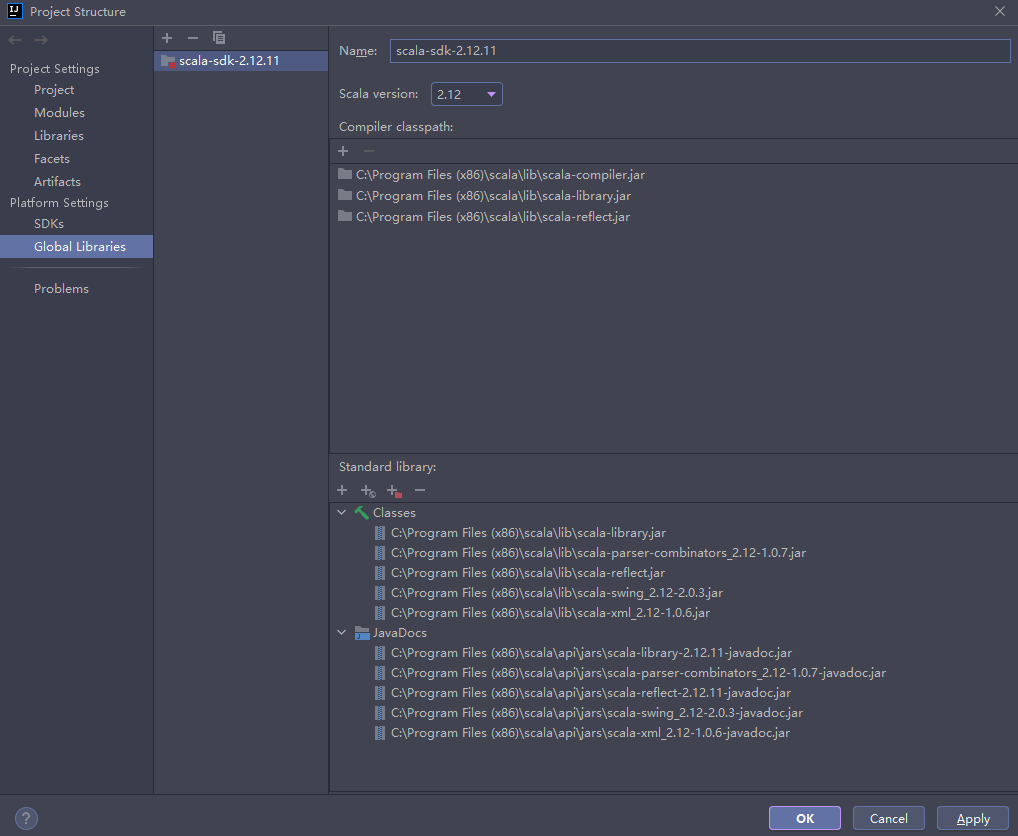 IJ Project Structure
Project Settings
Project
Modules
Libraries
Facets
Artifacts
Platform Settings
SDKs
Global Libraries
Problems
scala-sdk-2.12.11
Name: scala-sdk-2.12.11
Scala version: 2.12
Compiler classpath:
C:\Program Files (x86)\scala\lib\scala-compiler.jar
C:\Program Files (x86)\scala\lib\scala-library.jar
C:\Program Files (x86)\scala\lib\scala-reflect.jar
Standard library:
Classes
C:\Program Files (x86)\scala\lib\scala-library.jar
C:\Program Files (x86)\scala\lib\scala-parser-combinators_2.12-1.0.7.jar
C:\Program Files (x86)\scala\lib\scala-reflect.jar
C:\Program Files (x86)\scala\lib\scala-swing_2.12-2.0.3.jar
C:\Program Files (x86)\scala\lib\scala-xml_2.12-1.0.6.jar
JavaDocs
C:\Program Files (x86)\scala\api\jars\scala-library-2.12.11-javadoc.jar
C:\Program Files (x86)\scala\api\jars\scala-parser-combinators_2.12-1.0.7-javadoc.jar
C:\Program Files (x86)\scala\api\jars\scala-reflect-2.12.11-javadoc.jar
C:\Program Files (x86)\scala\api\jars\scala-swing_2.12-2.0.3-javadoc.jar
C:\Program Files (x86)\scala\api\jars\scala-xml_2.12-1.0.6-javadoc.jar
? OK Cancel Apply